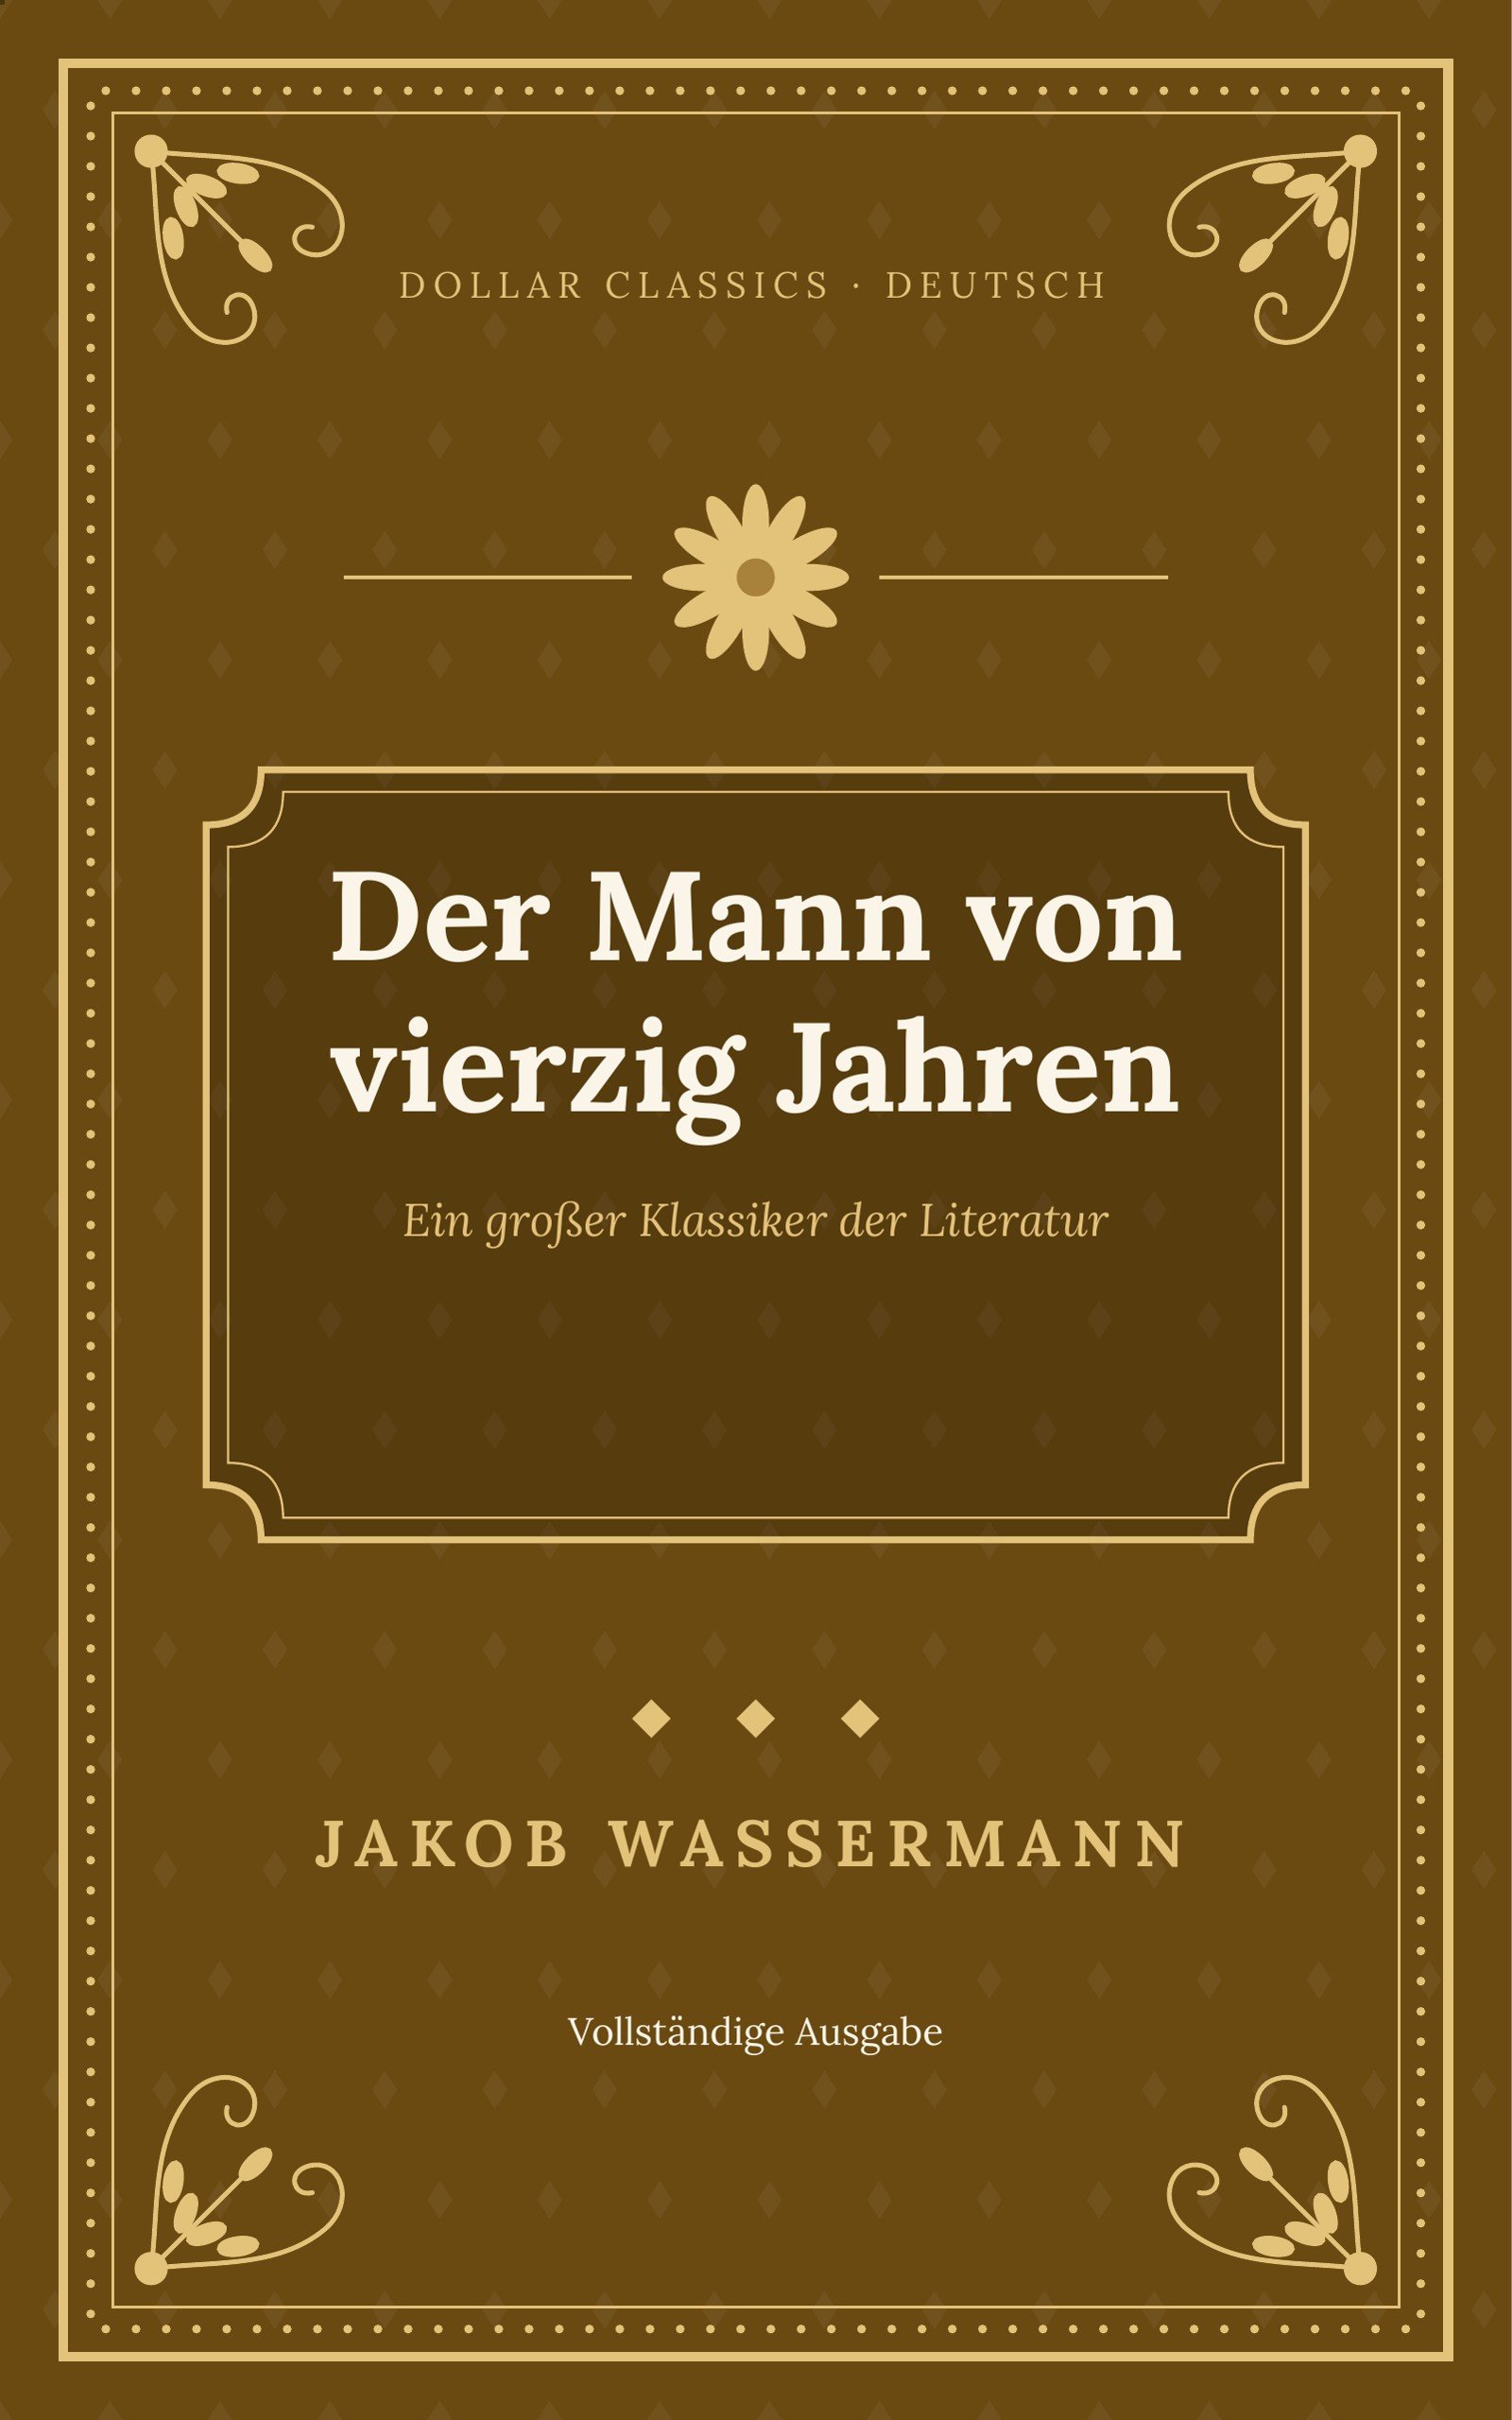 DOLLAR CLASSICS · DEUTSCH
Der Mann von
vierzig Jahren
Ein großer Klassiker der Literatur
JAKOB WASSERMANN
Vollständige Ausgabe